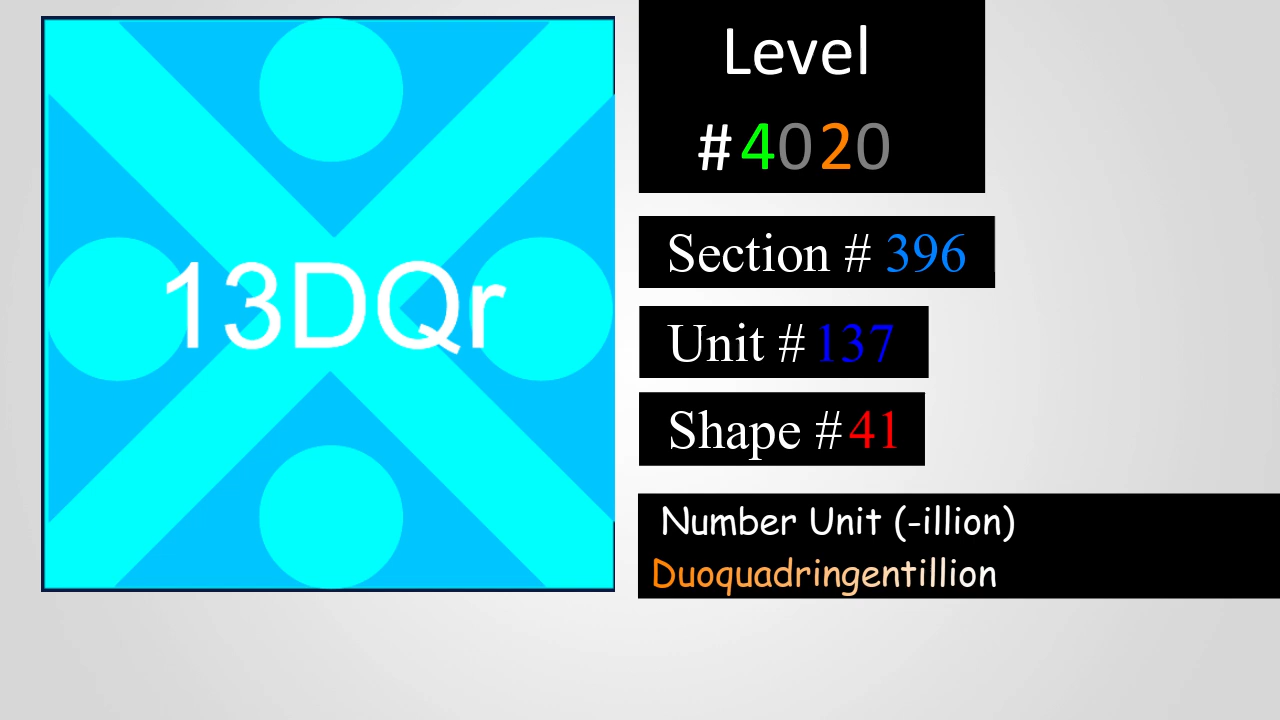 13DQr
Level
#4020
Section # 396
Unit # 137
Shape #41
Number Unit (-illion)
Duoquadringentillion